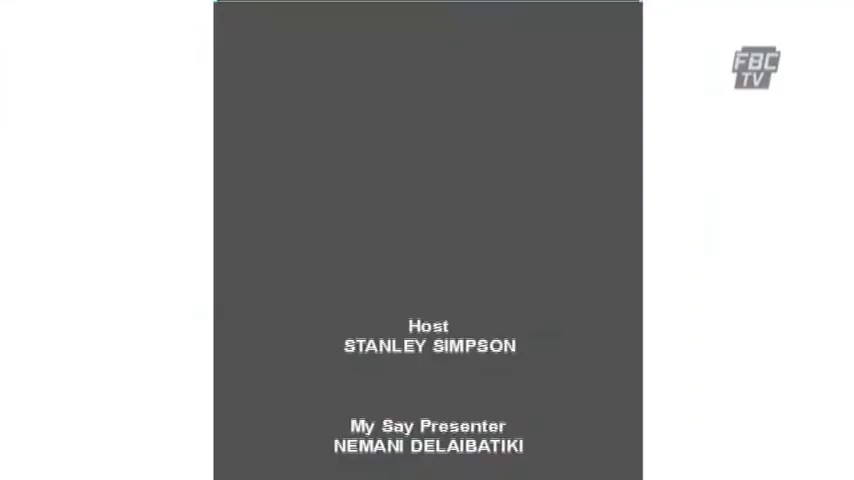 FBC
TV
Host
STANLEY SIMPSON
My Say Presenter
NEMANI DELAIBATIKI